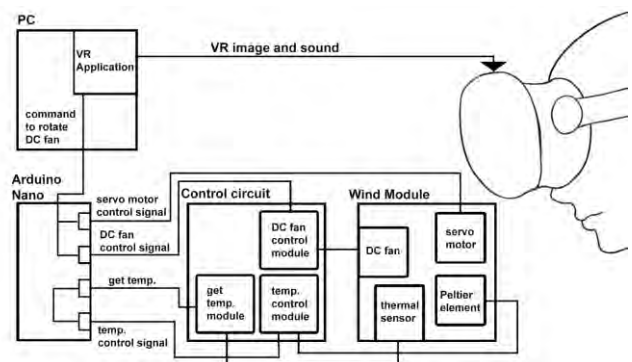 PC
VR
Application
VR image and sound
command
to rotate
DC fan
Arduino
Nano
servo motor
control signal
DC fan
control signal
get temp.
temp.
control signal
Control circuit
DC fan
control
module
get
temp.
module
temp.
control
module
Wind Module
DC fan
servo
motor
thermal
sensor
Peltier
element